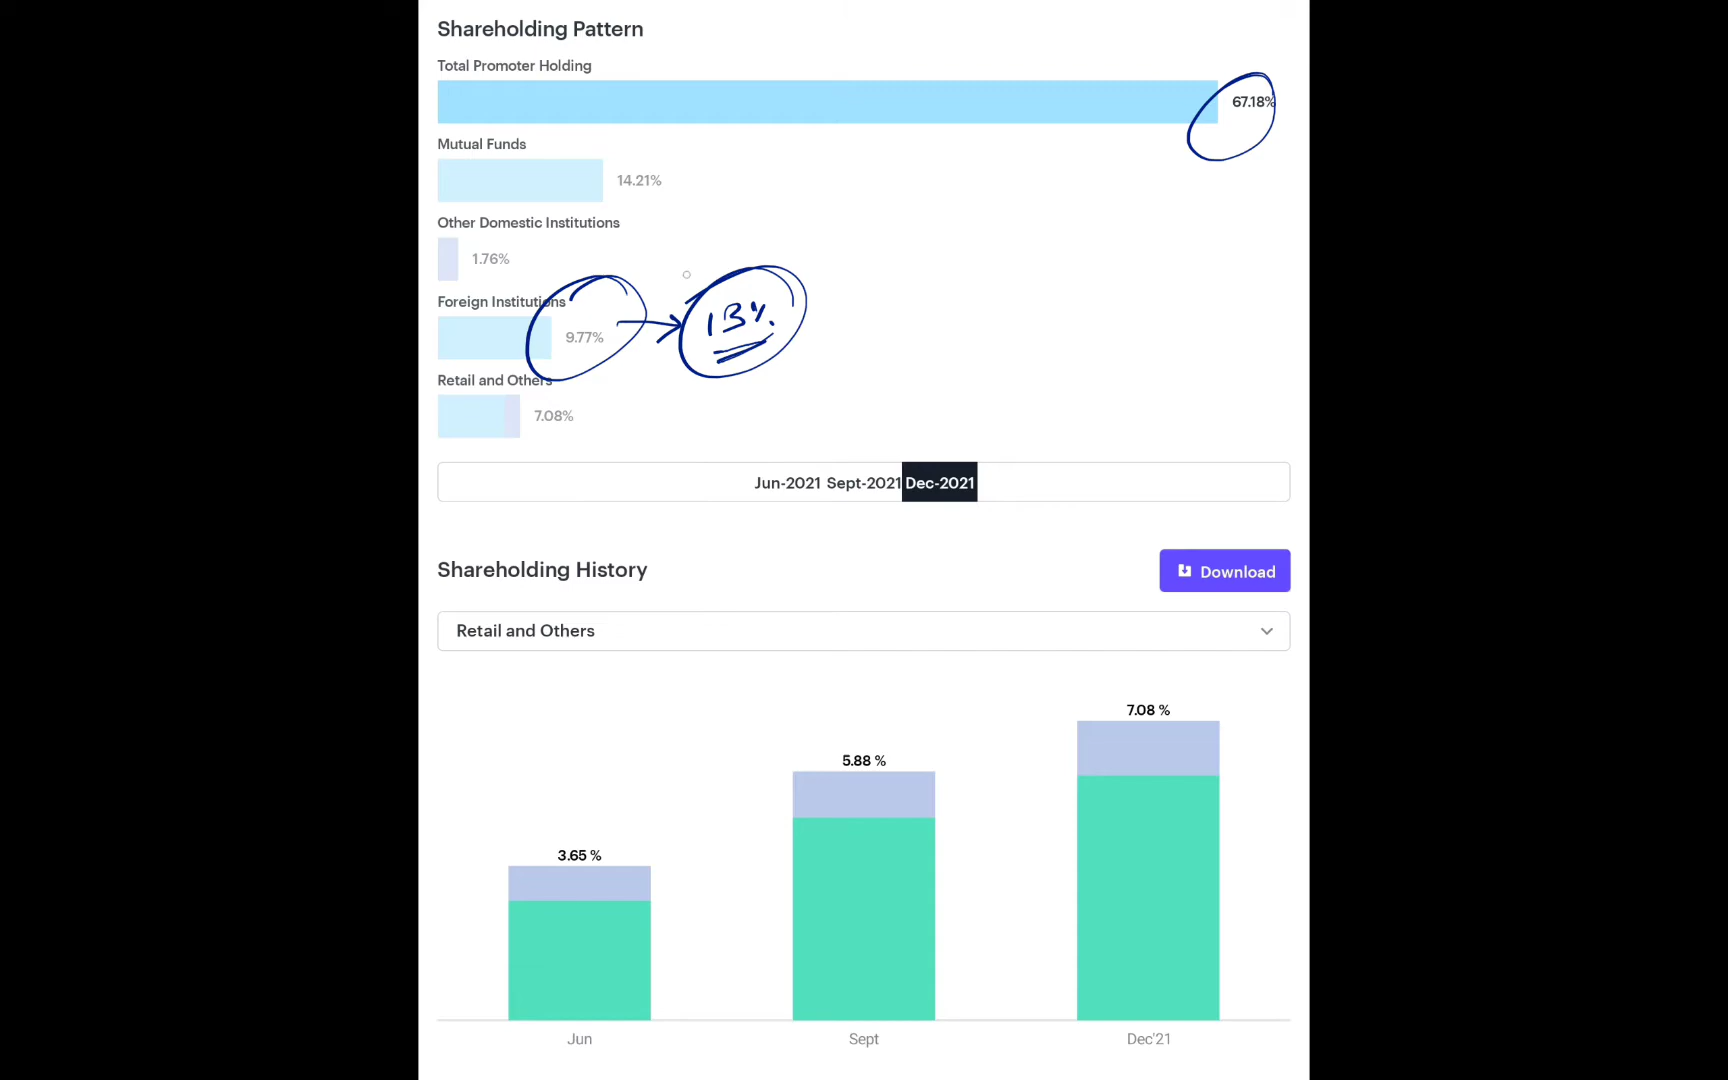 Shareholding Pattern
Total Promoter Holding
67.18%
Mutual Funds
14.21%
Other Domestic Institutions
1.76%
Foreign Institutions
9.77%
13%
Retail and Others
7.08%
Jun-2021 Sept-2021 Dec-2021
Shareholding History
Download
Retail and Others
3.65 %
5.88 %
7.08 %
Jun
Sept
Dec'21